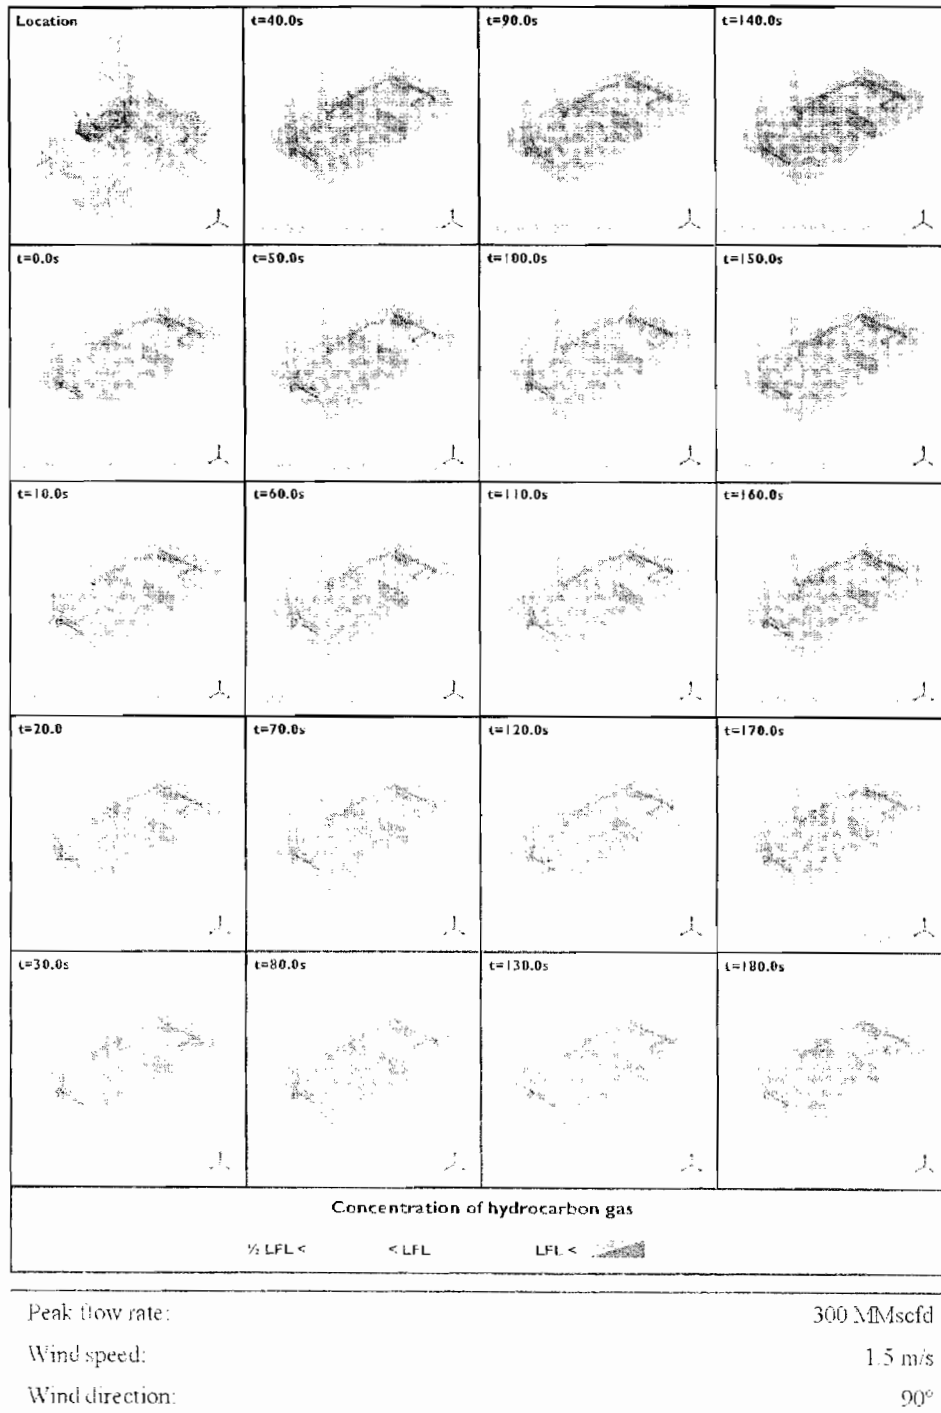 Location t=40.0s t=90.0s t=140.0s
t=0.0s t=50.0s t=100.0s t=150.0s
t=10.0s t=60.0s t=110.0s t=160.0s
t=20.0 t=70.0s t=120.0s t=170.0s
t=30.0s t=80.0s t=130.0s t=180.0s
Concentration of hydrocarbon gas
½ LFL < < LFL LFL <
Peak flow rate: 300 MMscfd
Wind speed: 1.5 m/s
Wind direction: 90°